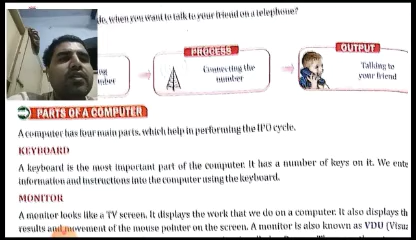 do, when you want to talk to your friend on a telephone?
PROCESS
OUTPUT
Connecting the
number
Talking to
your friend
PARTS OF A COMPUTER
A computer has four main parts, which help in performing the IPO cycle.
KEYBOARD
A keyboard is the most important part of the computer. It has a number of keys on it. We ente
information and instructions into the computer using the keyboard.
MONITOR
A monitor looks like a TV screen. It displays the work that we do on a computer. It also displays th
results and movement of the mouse pointer on the screen. A monitor is also known as VDU (Visua